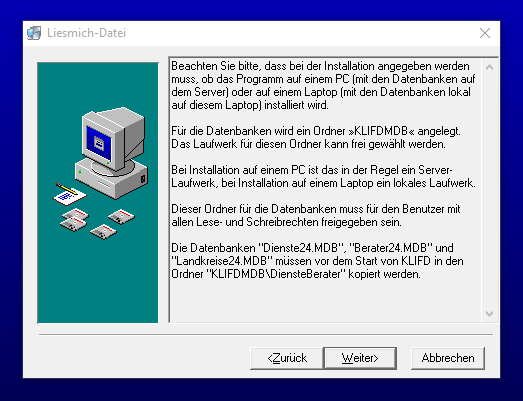 Liesmich-Datei
Beachten Sie bitte, dass bei der Installation angegeben werden
muss, ob das Programm auf einem PC (mit den Datenbanken auf
dem Server) oder auf einem Laptop (mit den Datenbanken lokal
auf diesem Laptop) installiert wird.
Für die Datenbanken wird ein Ordner »KLIFDMDB« angelegt.
Das Laufwerk für diesen Ordner kann frei gewählt werden.
Bei Installation auf einem PC ist das in der Regel ein Server-
Laufwerk, bei Installation auf einem Laptop ein lokales Laufwerk.
Dieser Ordner für die Datenbanken muss für den Benutzer mit
allen Lese- und Schreibrechten freigegeben sein.
Die Datenbanken "Dienste24.MDB", "Berater24.MDB" und
"Landkreise24.MDB" müssen vor dem Start von KLIFD in den
Ordner "KLIFDMDB\DiensteBerater" kopiert werden.
<Zurück
Weiter>
Abbrechen